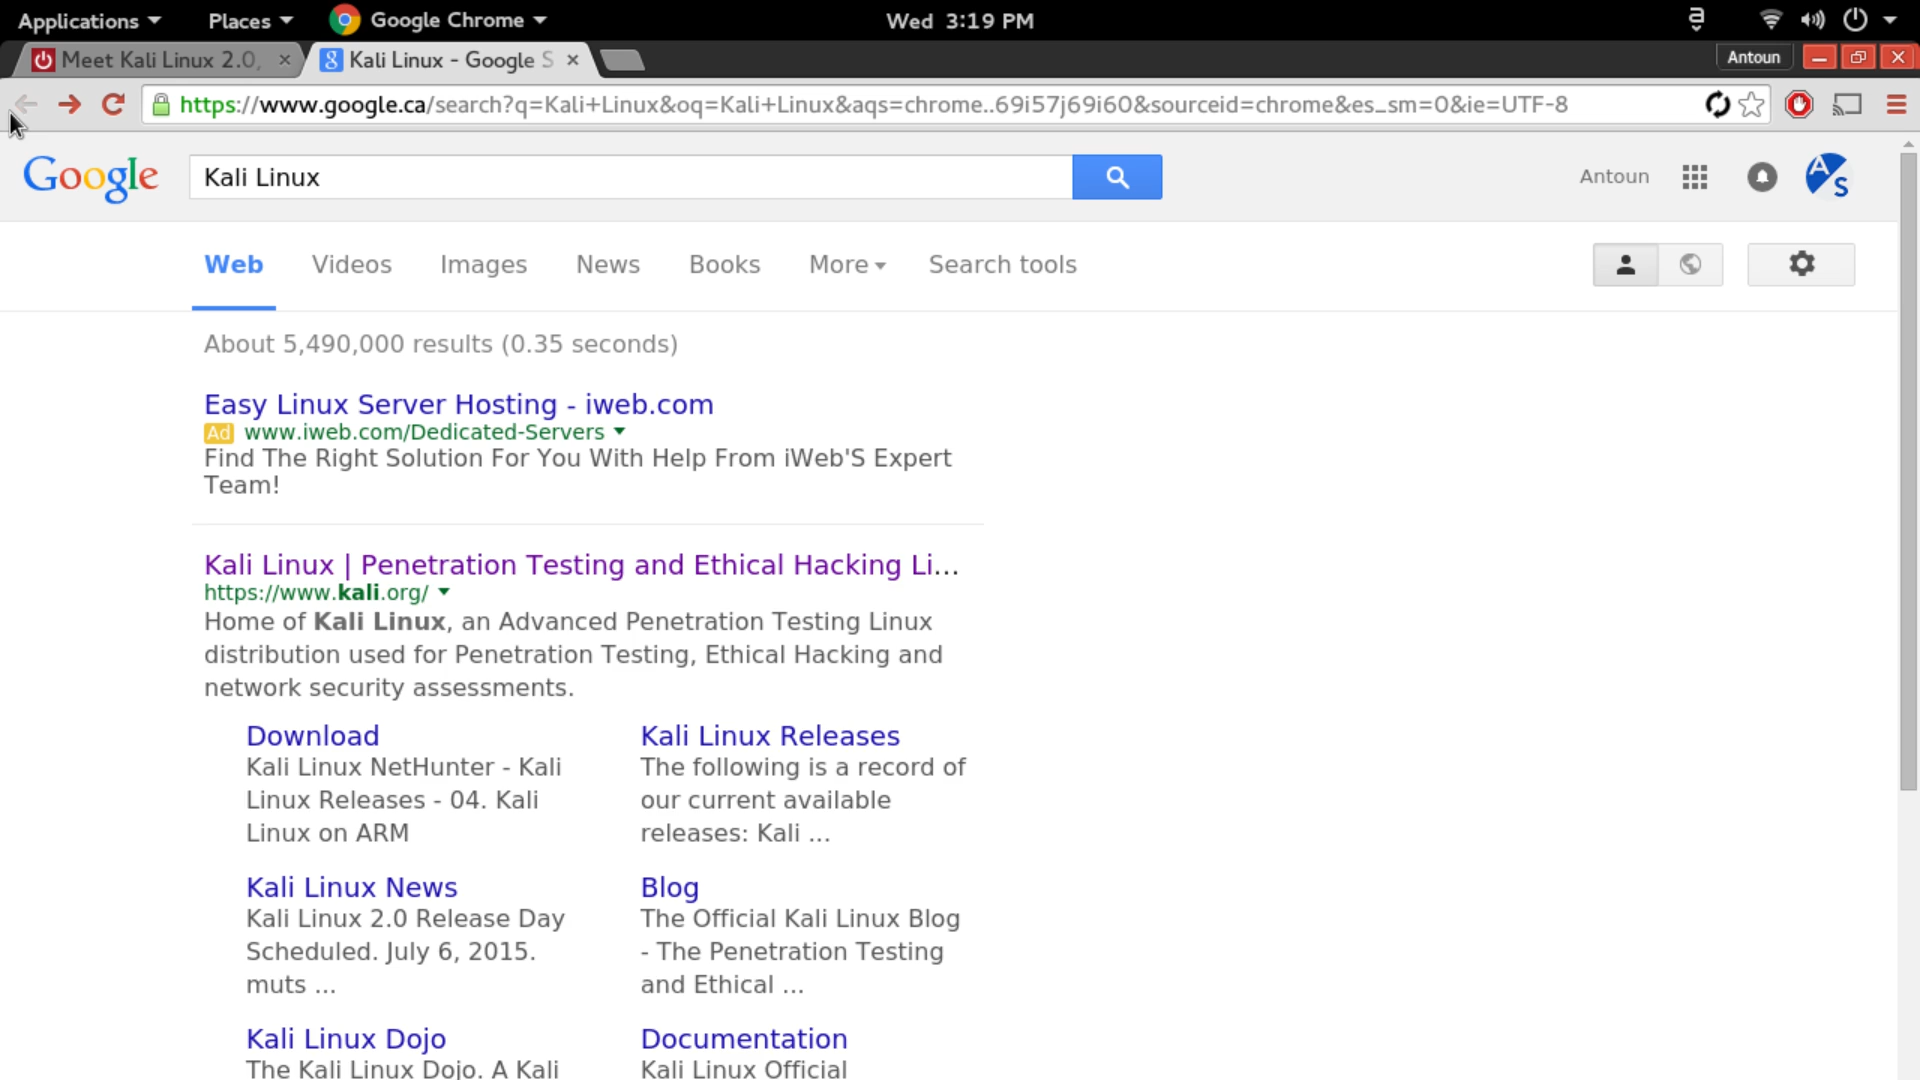 Applications Places Google Chrome Wed 3:19 PM
Meet Kali Linux 2.0, Kali Linux - Google S Antoun
https://www.google.ca/search?q=Kali+Linux&oq=Kali+Linux&aqs=chrome..69i57j69i60&sourceid=chrome&es_sm=0&ie=UTF-8
Google Kali Linux Antoun A S
Web Videos Images News Books More Search tools
About 5,490,000 results (0.35 seconds)
Easy Linux Server Hosting - iweb.com
Ad www.iweb.com/Dedicated-Servers
Find The Right Solution For You With Help From iWeb'S Expert
Team!
Kali Linux | Penetration Testing and Ethical Hacking Li...
https://www.kali.org/
Home of Kali Linux, an Advanced Penetration Testing Linux
distribution used for Penetration Testing, Ethical Hacking and
network security assessments.
Download
Kali Linux NetHunter - Kali
Linux Releases - 04. Kali
Linux on ARM
Kali Linux Releases
The following is a record of
our current available
releases: Kali ...
Kali Linux News
Kali Linux 2.0 Release Day
Scheduled. July 6, 2015.
muts ...
Blog
The Official Kali Linux Blog
- The Penetration Testing
and Ethical ...
Kali Linux Dojo
The Kali Linux Dojo. A Kali
Documentation
Kali Linux Official